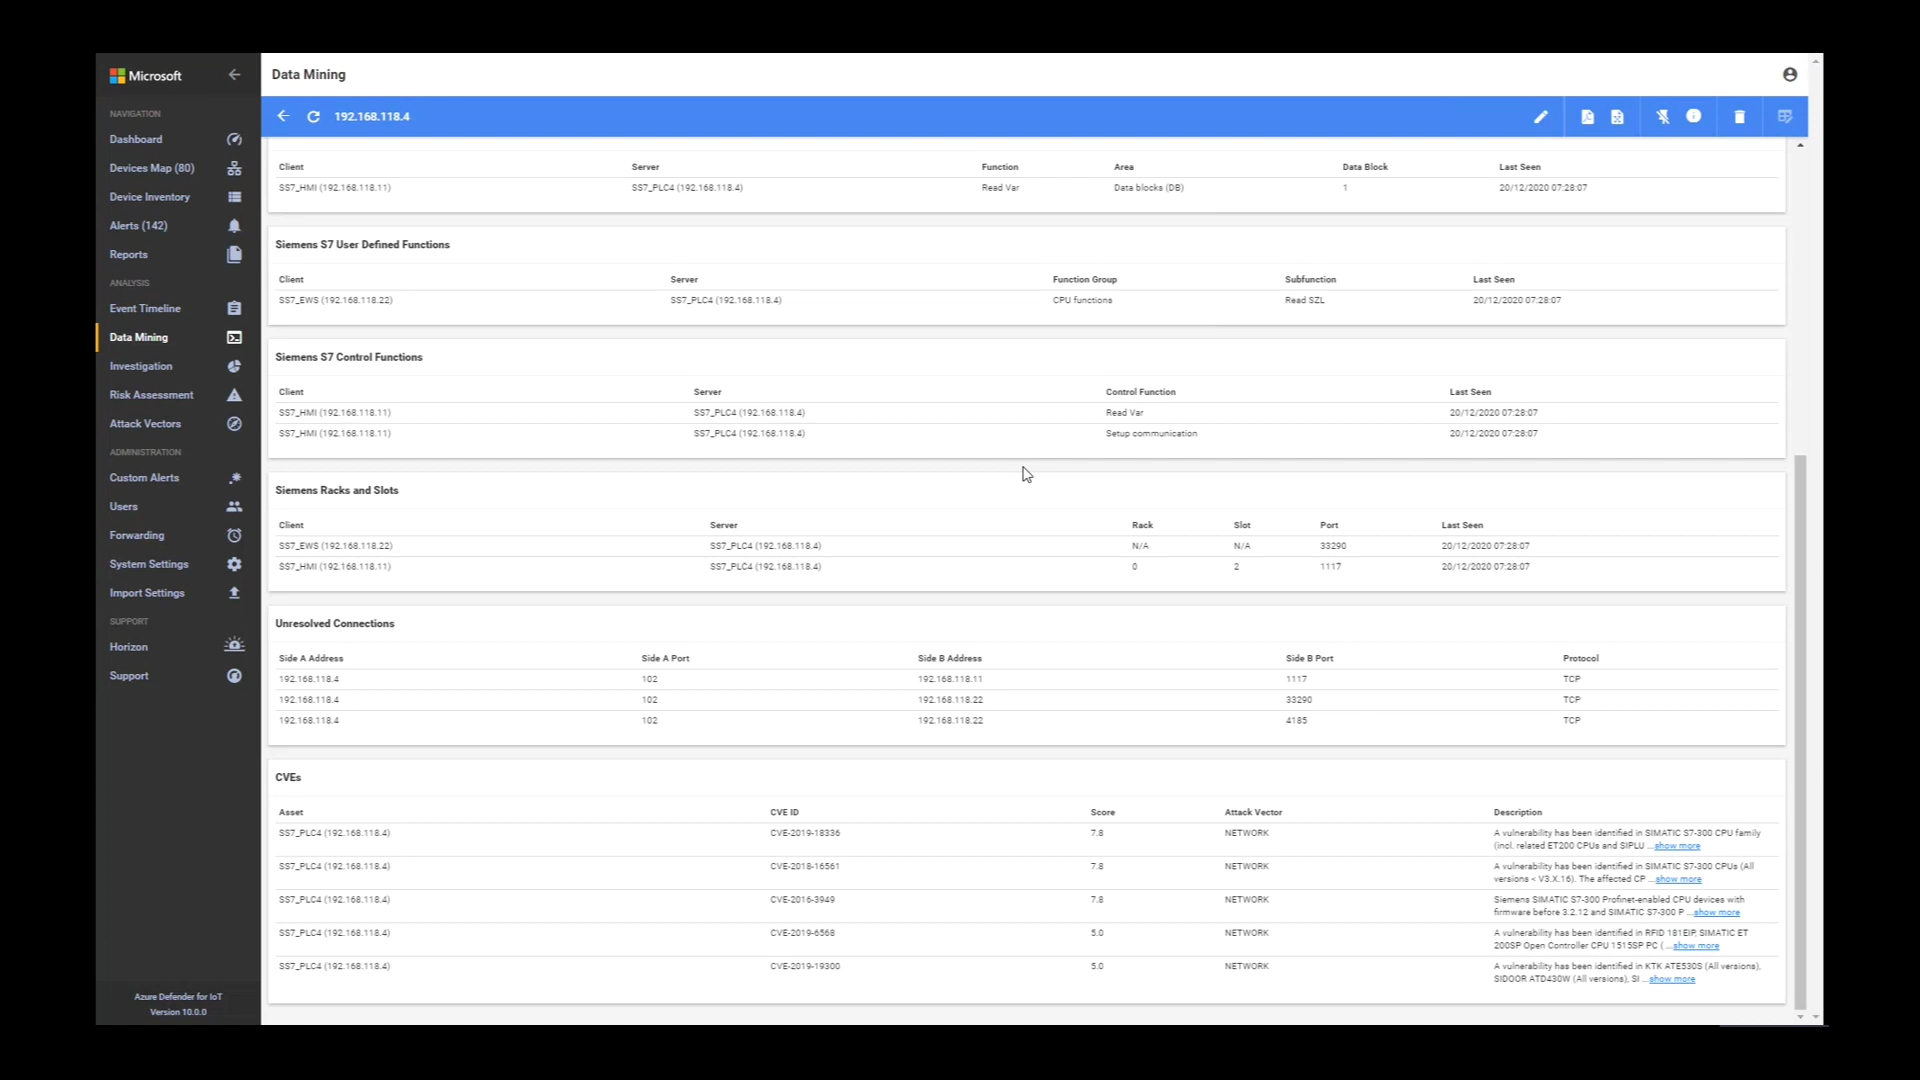 Microsoft
Data Mining
NAVIGATION
Dashboard
Devices Map (80)
Device Inventory
Alerts (142)
Reports
ANALYSIS
Event Timeline
Data Mining
Investigation
Risk Assessment
Attack Vectors
ADMINISTRATION
Custom Alerts
Users
Forwarding
System Settings
Import Settings
SUPPORT
Horizon
Support
Azure Defender for IoT
Version 10.0.0
192.168.118.4
Client Server Function Area Data Block Last Seen
SS7_HMI (192.168.118.11) SS7_PLC4 (192.168.118.4) Read Var Data blocks (DB) 1 20/12/2020 07:28:07
Siemens S7 User Defined Functions
Client Server Function Group Subfunction Last Seen
SS7_EWS (192.168.118.22) SS7_PLC4 (192.168.118.4) CPU functions Read SZL 20/12/2020 07:28:07
Siemens S7 Control Functions
Client Server Control Function Last Seen
SS7_HMI (192.168.118.11) SS7_PLC4 (192.168.118.4) Read Var 20/12/2020 07:28:07
SS7_HMI (192.168.118.11) SS7_PLC4 (192.168.118.4) Setup communication 20/12/2020 07:28:07
Siemens Racks and Slots
Client Server Rack Slot Port Last Seen
SS7_EWS (192.168.118.22) SS7_PLC4 (192.168.118.4) N/A N/A 33290 20/12/2020 07:28:07
SS7_HMI (192.168.118.11) SS7_PLC4 (192.168.118.4) 0 2 1117 20/12/2020 07:28:07
Unresolved Connections
Side A Address Side A Port Side B Address Side B Port Protocol
192.168.118.4 102 192.168.118.11 1117 TCP
192.168.118.4 102 192.168.118.22 33290 TCP
192.168.118.4 102 192.168.118.22 4185 TCP
CVEs
Asset CVE ID Score Attack Vector Description
SS7_PLC4 (192.168.118.4) CVE-2019-18336 7.8 NETWORK A vulnerability has been identified in SIMATIC S7-300 CPU family
(incl. related ET200 CPUs and SIPLU ...show more
SS7_PLC4 (192.168.118.4) CVE-2018-16561 7.8 NETWORK A vulnerability has been identified in SIMATIC S7-300 CPUs (All
versions < V3.X.16). The affected CP ...show more
SS7_PLC4 (192.168.118.4) CVE-2016-3949 7.8 NETWORK Siemens SIMATIC S7-300 Profinet-enabled CPU devices with
firmware before 3.2.12 and SIMATIC S7-300 P ...show more
SS7_PLC4 (192.168.118.4) CVE-2019-6568 5.0 NETWORK A vulnerability has been identified in RFID 181EIP, SIMATIC ET
200SP Open Controller CPU 1515SP PC ( ...show more
SS7_PLC4 (192.168.118.4) CVE-2019-19300 5.0 NETWORK A vulnerability has been identified in KTK ATE530S (All versions),
SIDOOR ATD430W (All versions), SI ...show more